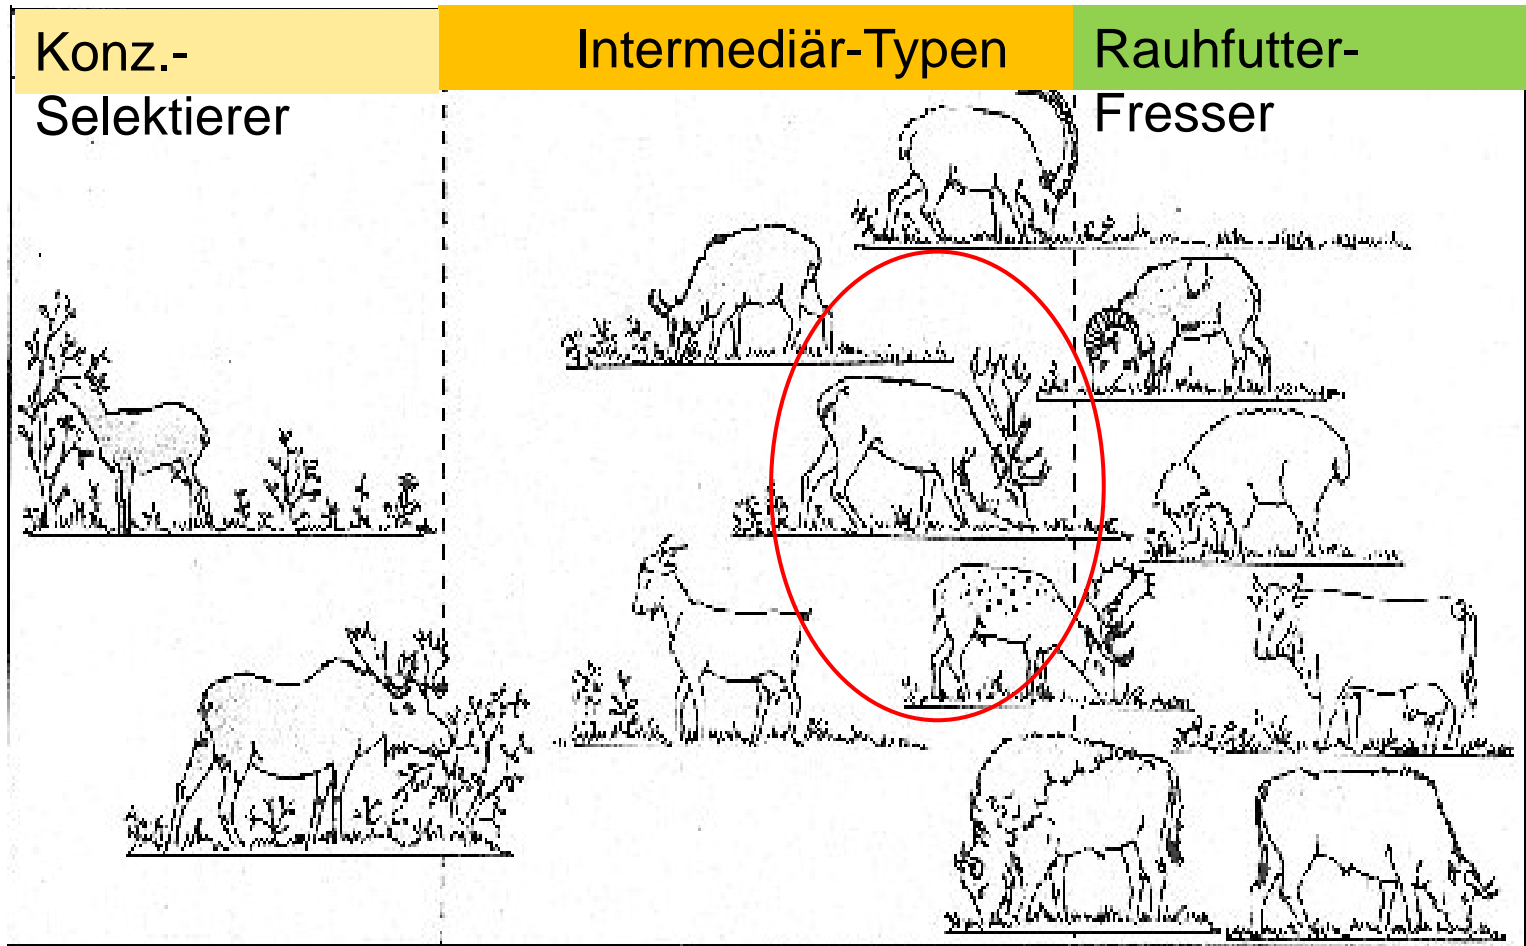 Konz.-
Selektierer
Intermediär-Typen
Rauhfutter-
Fresser